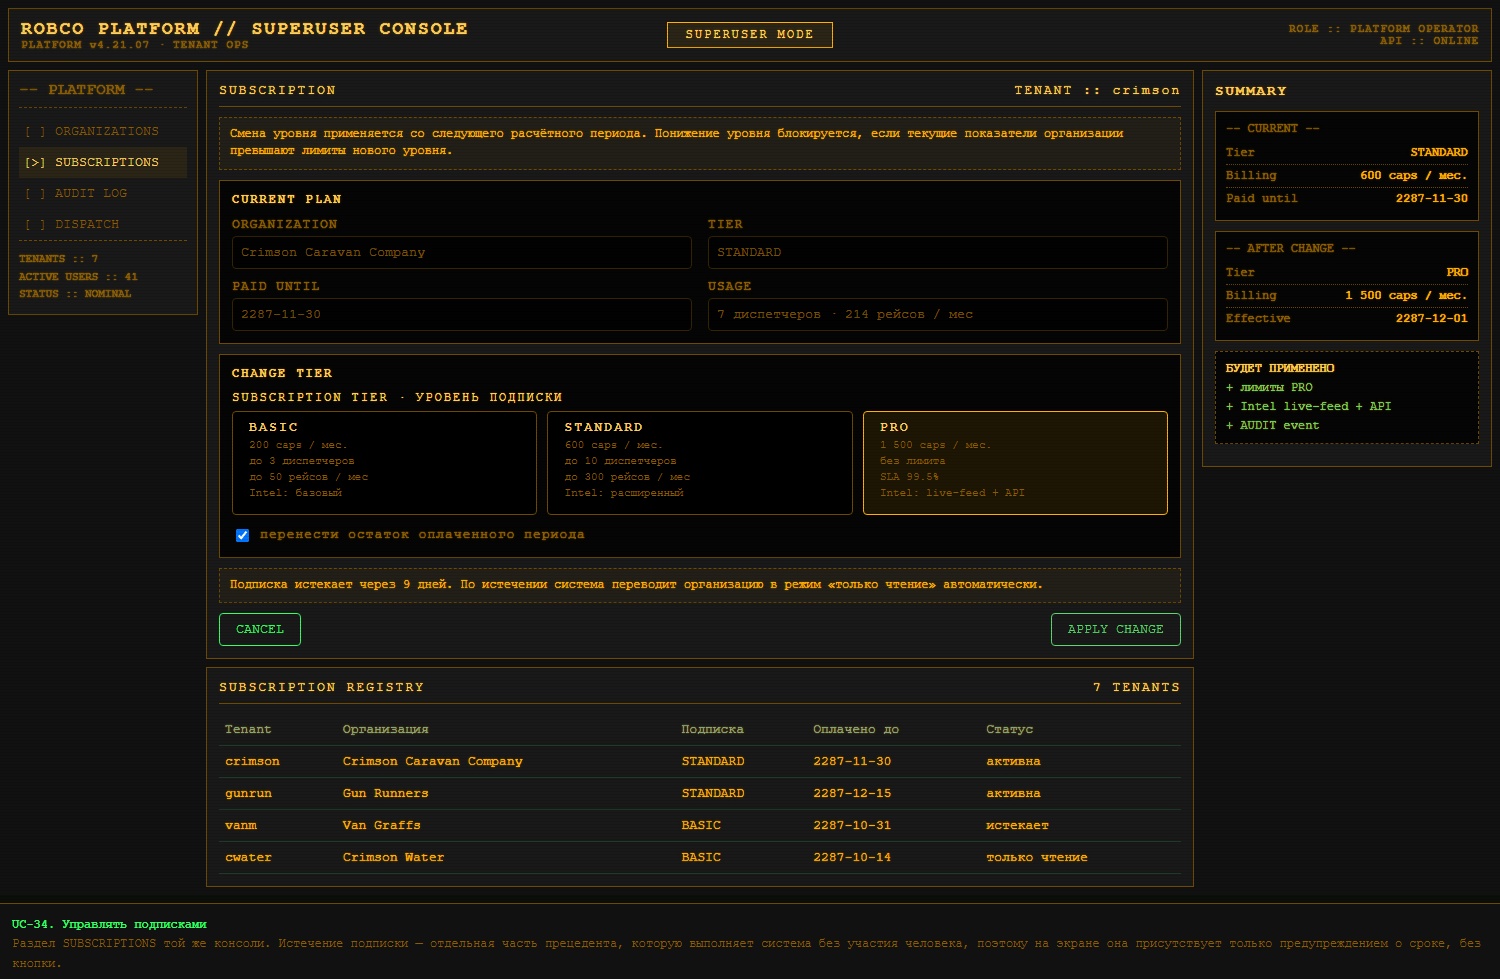 ROBCO PLATFORM // SUPERUSER CONSOLE
PLATFORM v4.21.07 · TENANT OPS
SUPERUSER MODE
ROLE :: PLATFORM OPERATOR
API :: ONLINE
── PLATFORM ──
[ ] ORGANIZATIONS
[>] SUBSCRIPTIONS
[ ] AUDIT LOG
[ ] DISPATCH
TENANTS :: 7
ACTIVE USERS :: 41
STATUS :: NOMINAL
SUBSCRIPTION
TENANT :: crimson
Смена уровня применяется со следующего расчётного периода. Понижение уровня блокируется, если текущие показатели организации
превышают лимиты нового уровня.
CURRENT PLAN
ORGANIZATION
TIER
Crimson Caravan Company
STANDARD
PAID UNTIL
USAGE
2287-11-30
7 диспетчеров · 214 рейсов / мес
CHANGE TIER
SUBSCRIPTION TIER · УРОВЕНЬ ПОДПИСКИ
BASIC
200 caps / мес.
до 3 диспетчеров
до 50 рейсов / мес
Intel: базовый
STANDARD
600 caps / мес.
до 10 диспетчеров
до 300 рейсов / мес
Intel: расширенный
PRO
1 500 caps / мес.
без лимита
SLA 99.5%
Intel: live-feed + API
перенести остаток оплаченного периода
Подписка истекает через 9 дней. По истечении система переводит организацию в режим «только чтение» автоматически.
CANCEL
APPLY CHANGE
SUBSCRIPTION REGISTRY
7 TENANTS
Tenant Организация Подписка Оплачено до Статус
crimson Crimson Caravan Company STANDARD 2287-11-30 активна
gunrun Gun Runners STANDARD 2287-12-15 активна
vanm Van Graffs BASIC 2287-10-31 истекает
cwater Crimson Water BASIC 2287-10-14 только чтение
SUMMARY
── CURRENT ──
Tier STANDARD
Billing 600 caps / мес.
Paid until 2287-11-30
── AFTER CHANGE ──
Tier PRO
Billing 1 500 caps / мес.
Effective 2287-12-01
БУДЕТ ПРИМЕНЕНО
+ лимиты PRO
+ Intel live-feed + API
+ AUDIT event
UC-34. Управлять подписками
Раздел SUBSCRIPTIONS той же консоли. Истечение подписки — отдельная часть прецедента, которую выполняет система без участия человека, поэтому на экране она присутствует только предупреждением о сроке, без
кнопки.